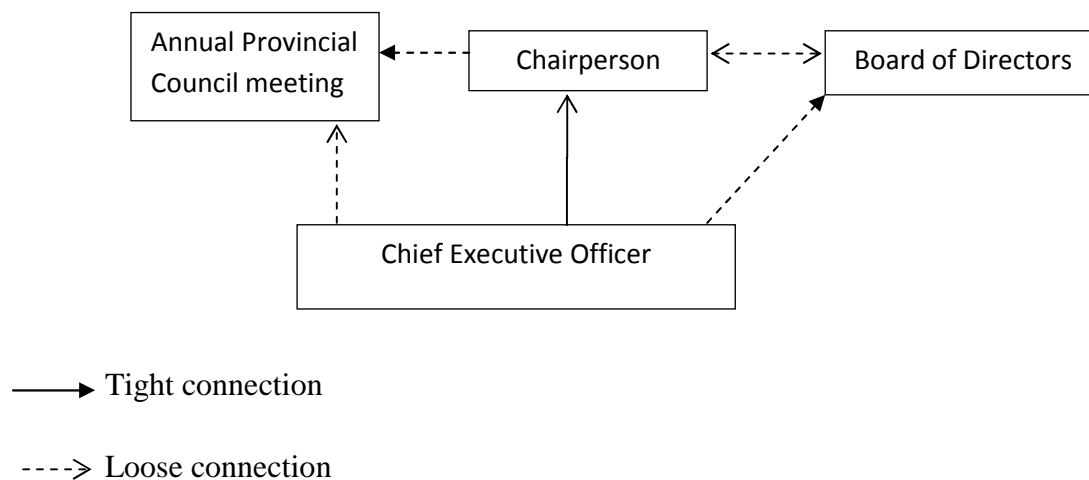 Annual Provincial
Council meeting
Chairperson
Board of Directors
Chief Executive Officer
Tight connection
Loose connection